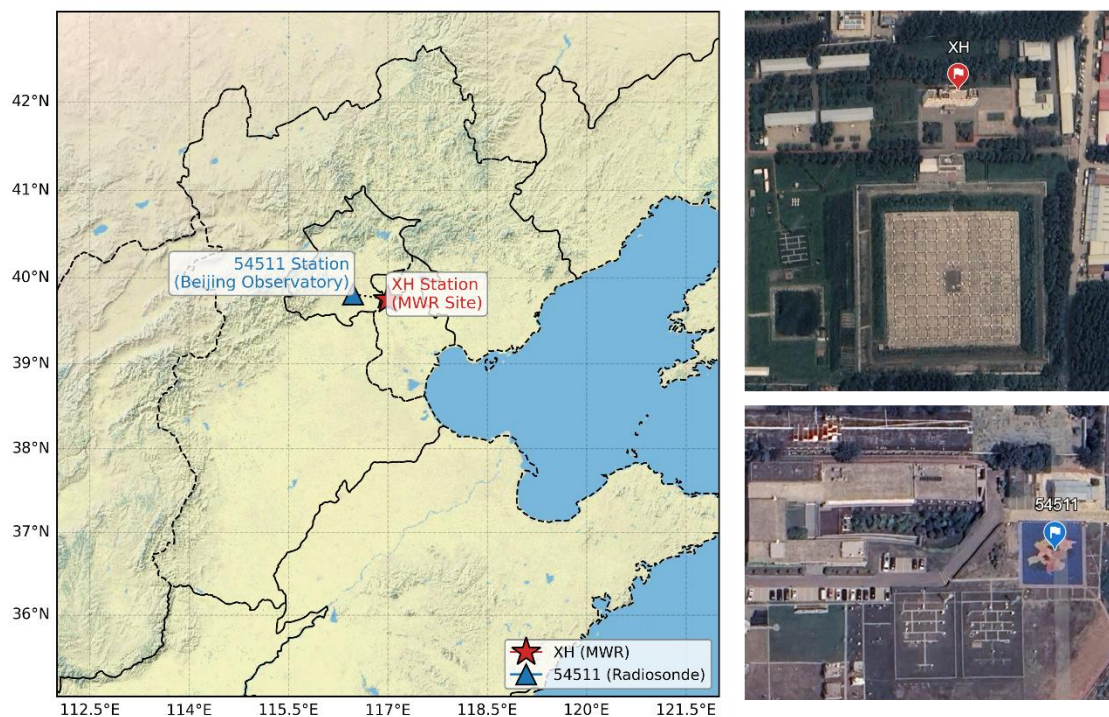 42°N
41°N
40°N
39°N
38°N
37°N
36°N
112.5°E
114°E
115.5°E
117°E
118.5°E
120°E
121.5°E
54511 Station
(Beijing Observatory)
XH Station
(MWR Site)
XH (MWR)
54511 (Radiosonde)
XH
54511